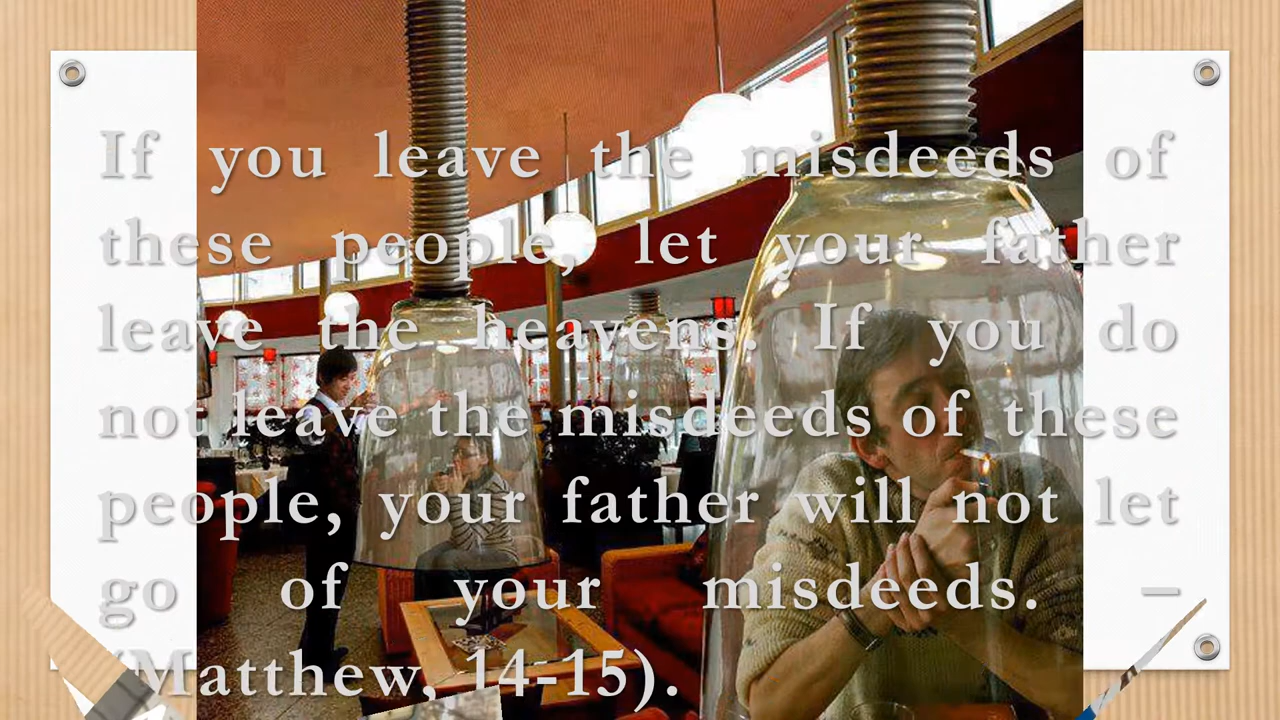 If you leave the misdeeds of
these people, let your father
leave the heavens. If you do
not leave the misdeeds of these
people, your father will not let
go of your misdeeds. –
(Matthew, 14-15).